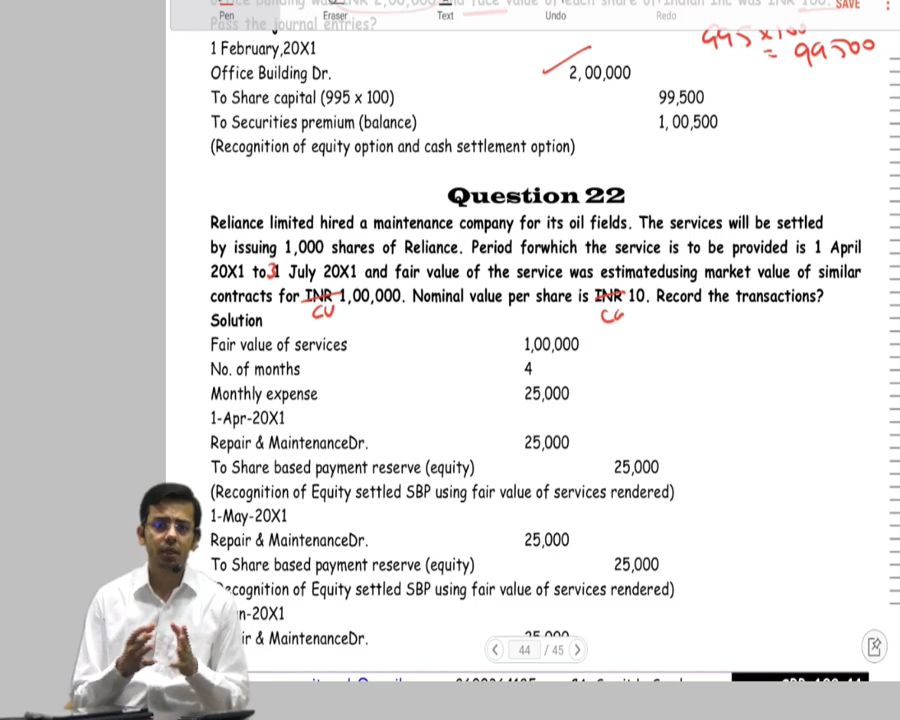 Pen Eraser Text Undo Redo SAVE
Pass the journal entries?
995 x 100
= 99500
1 February,20X1
Office Building Dr. 2, 00,000
To Share capital (995 x 100) 99,500
To Securities premium (balance) 1, 00,500
(Recognition of equity option and cash settlement option)
Question 22
Reliance limited hired a maintenance company for its oil fields. The services will be settled
by issuing 1,000 shares of Reliance. Period forwhich the service is to be provided is 1 April
20X1 to 31 July 20X1 and fair value of the service was estimatedusing market value of similar
contracts for INR 1,00,000. Nominal value per share is INR 10. Record the transactions?
CU
Solution
Fair value of services 1,00,000
No. of months 4
Monthly expense 25,000
1-Apr-20X1
Repair & MaintenanceDr. 25,000
To Share based payment reserve (equity) 25,000
(Recognition of Equity settled SBP using fair value of services rendered)
1-May-20X1
Repair & MaintenanceDr. 25,000
To Share based payment reserve (equity) 25,000
ecognition of Equity settled SBP using fair value of services rendered)
n-20X1
ir & MaintenanceDr. 25,000
44 / 45